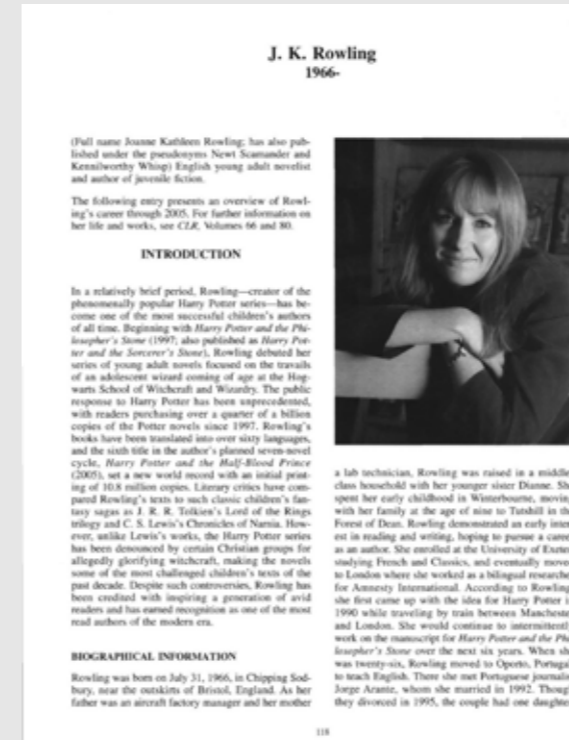 J. K. Rowling
1966-
(Full name Joanne Kathleen Rowling; has also pub-
lished under the pseudonyms Newt Scamander and
Kennilworthy Whisp) English young adult novelist
and author of juvenile fiction.
The following entry presents an overview of Rowl-
ing's career through 2005. For further information on
her life and works, see CLR, Volumes 66 and 80.
INTRODUCTION
In a relatively brief period, Rowling—creator of the
phenomenally popular Harry Potter series—has be-
come one of the most successful children's authors
of all time. Beginning with Harry Potter and the Phi-
losopher's Stone (1997; also published as Harry Pot-
ter and the Sorcerer's Stone), Rowling debuted her
series of young adult novels focused on the travails
of an adolescent wizard coming of age at the Hog-
warts School of Witchcraft and Wizardry. The public
response to Harry Potter has been unprecedented,
with readers purchasing over a quarter of a billion
copies of the Potter novels since 1997. Rowling's
books have been translated into over sixty languages,
and the sixth title in the author's planned seven-novel
cycle, Harry Potter and the Half-Blood Prince
(2005), set a new world record with an initial print-
ing of 10.8 million copies. Literary critics have com-
pared Rowling's texts to such classic children's fan-
tasy sagas as J. R. R. Tolkien's Lord of the Rings
trilogy and C. S. Lewis's Chronicles of Narnia. How-
ever, unlike Lewis's works, the Harry Potter series
has been denounced by certain Christian groups for
allegedly glorifying witchcraft, making the novels
some of the most challenged children's texts of the
past decade. Despite such controversies, Rowling has
been credited with inspiring a generation of avid
readers and has earned recognition as one of the most
read authors of the modern era.
BIOGRAPHICAL INFORMATION
Rowling was born on July 31, 1966, in Chipping Sod-
bury, near the outskirts of Bristol, England. As her
father was an aircraft factory manager and her mother
a lab technician, Rowling was raised in a middle
class household with her younger sister Dianne. Sh
spent her early childhood in Winterbourne, movin
with her family at the age of nine to Tutshill in th
Forest of Dean. Rowling demonstrated an early inter
est in reading and writing, hoping to pursue a caree
as an author. She enrolled at the University of Exete
studying French and Classics, and eventually move
to London where she worked as a bilingual researche
for Amnesty International. According to Rowling
she first came up with the idea for Harry Potter i
1990 while traveling by train between Mancheste
and London. She would continue to intermittentl
work on the manuscript for Harry Potter and the Phi
losopher's Stone over the next six years. When sh
was twenty-six, Rowling moved to Oporto, Portuga
to teach English. There she met Portuguese journalis
Jorge Arante, whom she married in 1992. Though
they divorced in 1995, the couple had one daughte
118